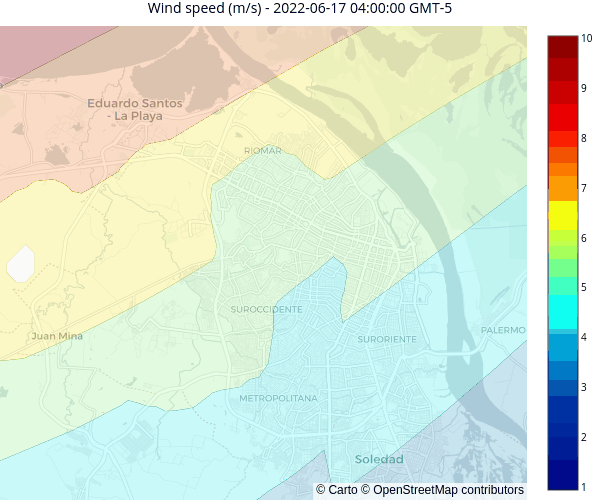 Wind speed (m/s) - 2022-06-17 04:00:00 GMT-5
10
9
8
7
6
5
4
3
2
1
Eduardo Santos
- La Playa
RIOMAR
SUROCCIDENTE
Juan Mina
SURORIENTE
PALERMO
METROPOLITANA
Soledad
© Carto © OpenStreetMap contributors